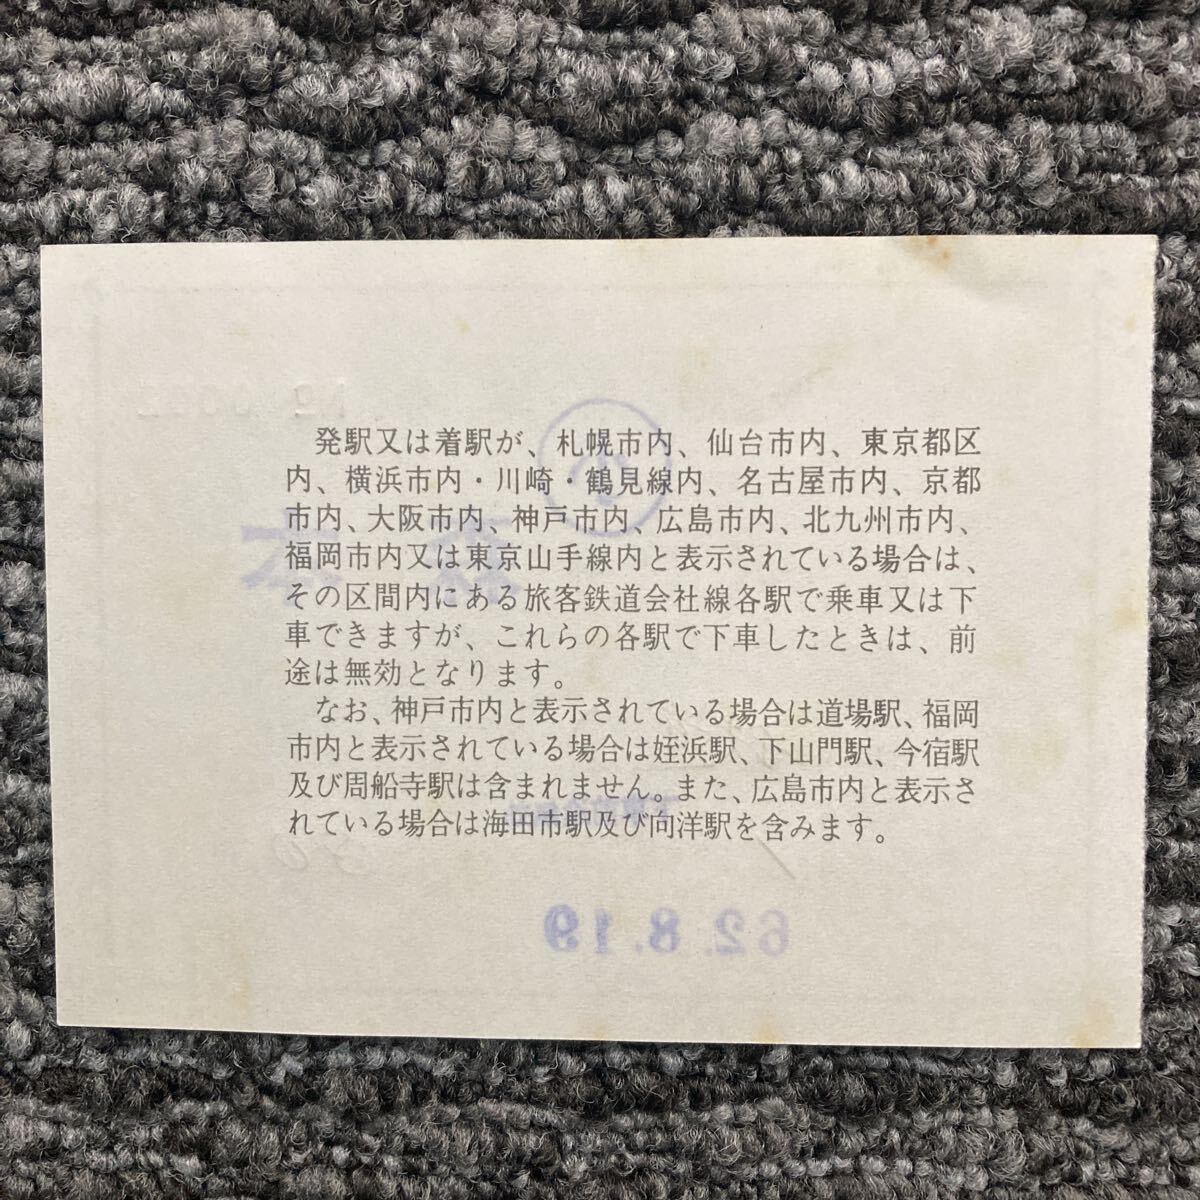 発駅又は着駅が、札幌市内、仙台市内、東京都区
内、横浜市内・川崎・鶴見線内、名古屋市内、京都
市内、大阪市内、神戸市内、広島市内、北九州市内、
福岡市内又は東京山手線内と表示されている場合は、
その区間内にある旅客鉄道会社線各駅で乗車又は下
車できますが、これらの各駅で下車したときは、前
途は無効となります。
なお、神戸市内と表示されている場合は道場駅、福岡
市内と表示されている場合は姪浜駅、下山門駅、今宿駅
及び周船寺駅は含まれません。また、広島市内と表示さ
れている場合は海田市駅及び向洋駅を含みます。
62.8.19